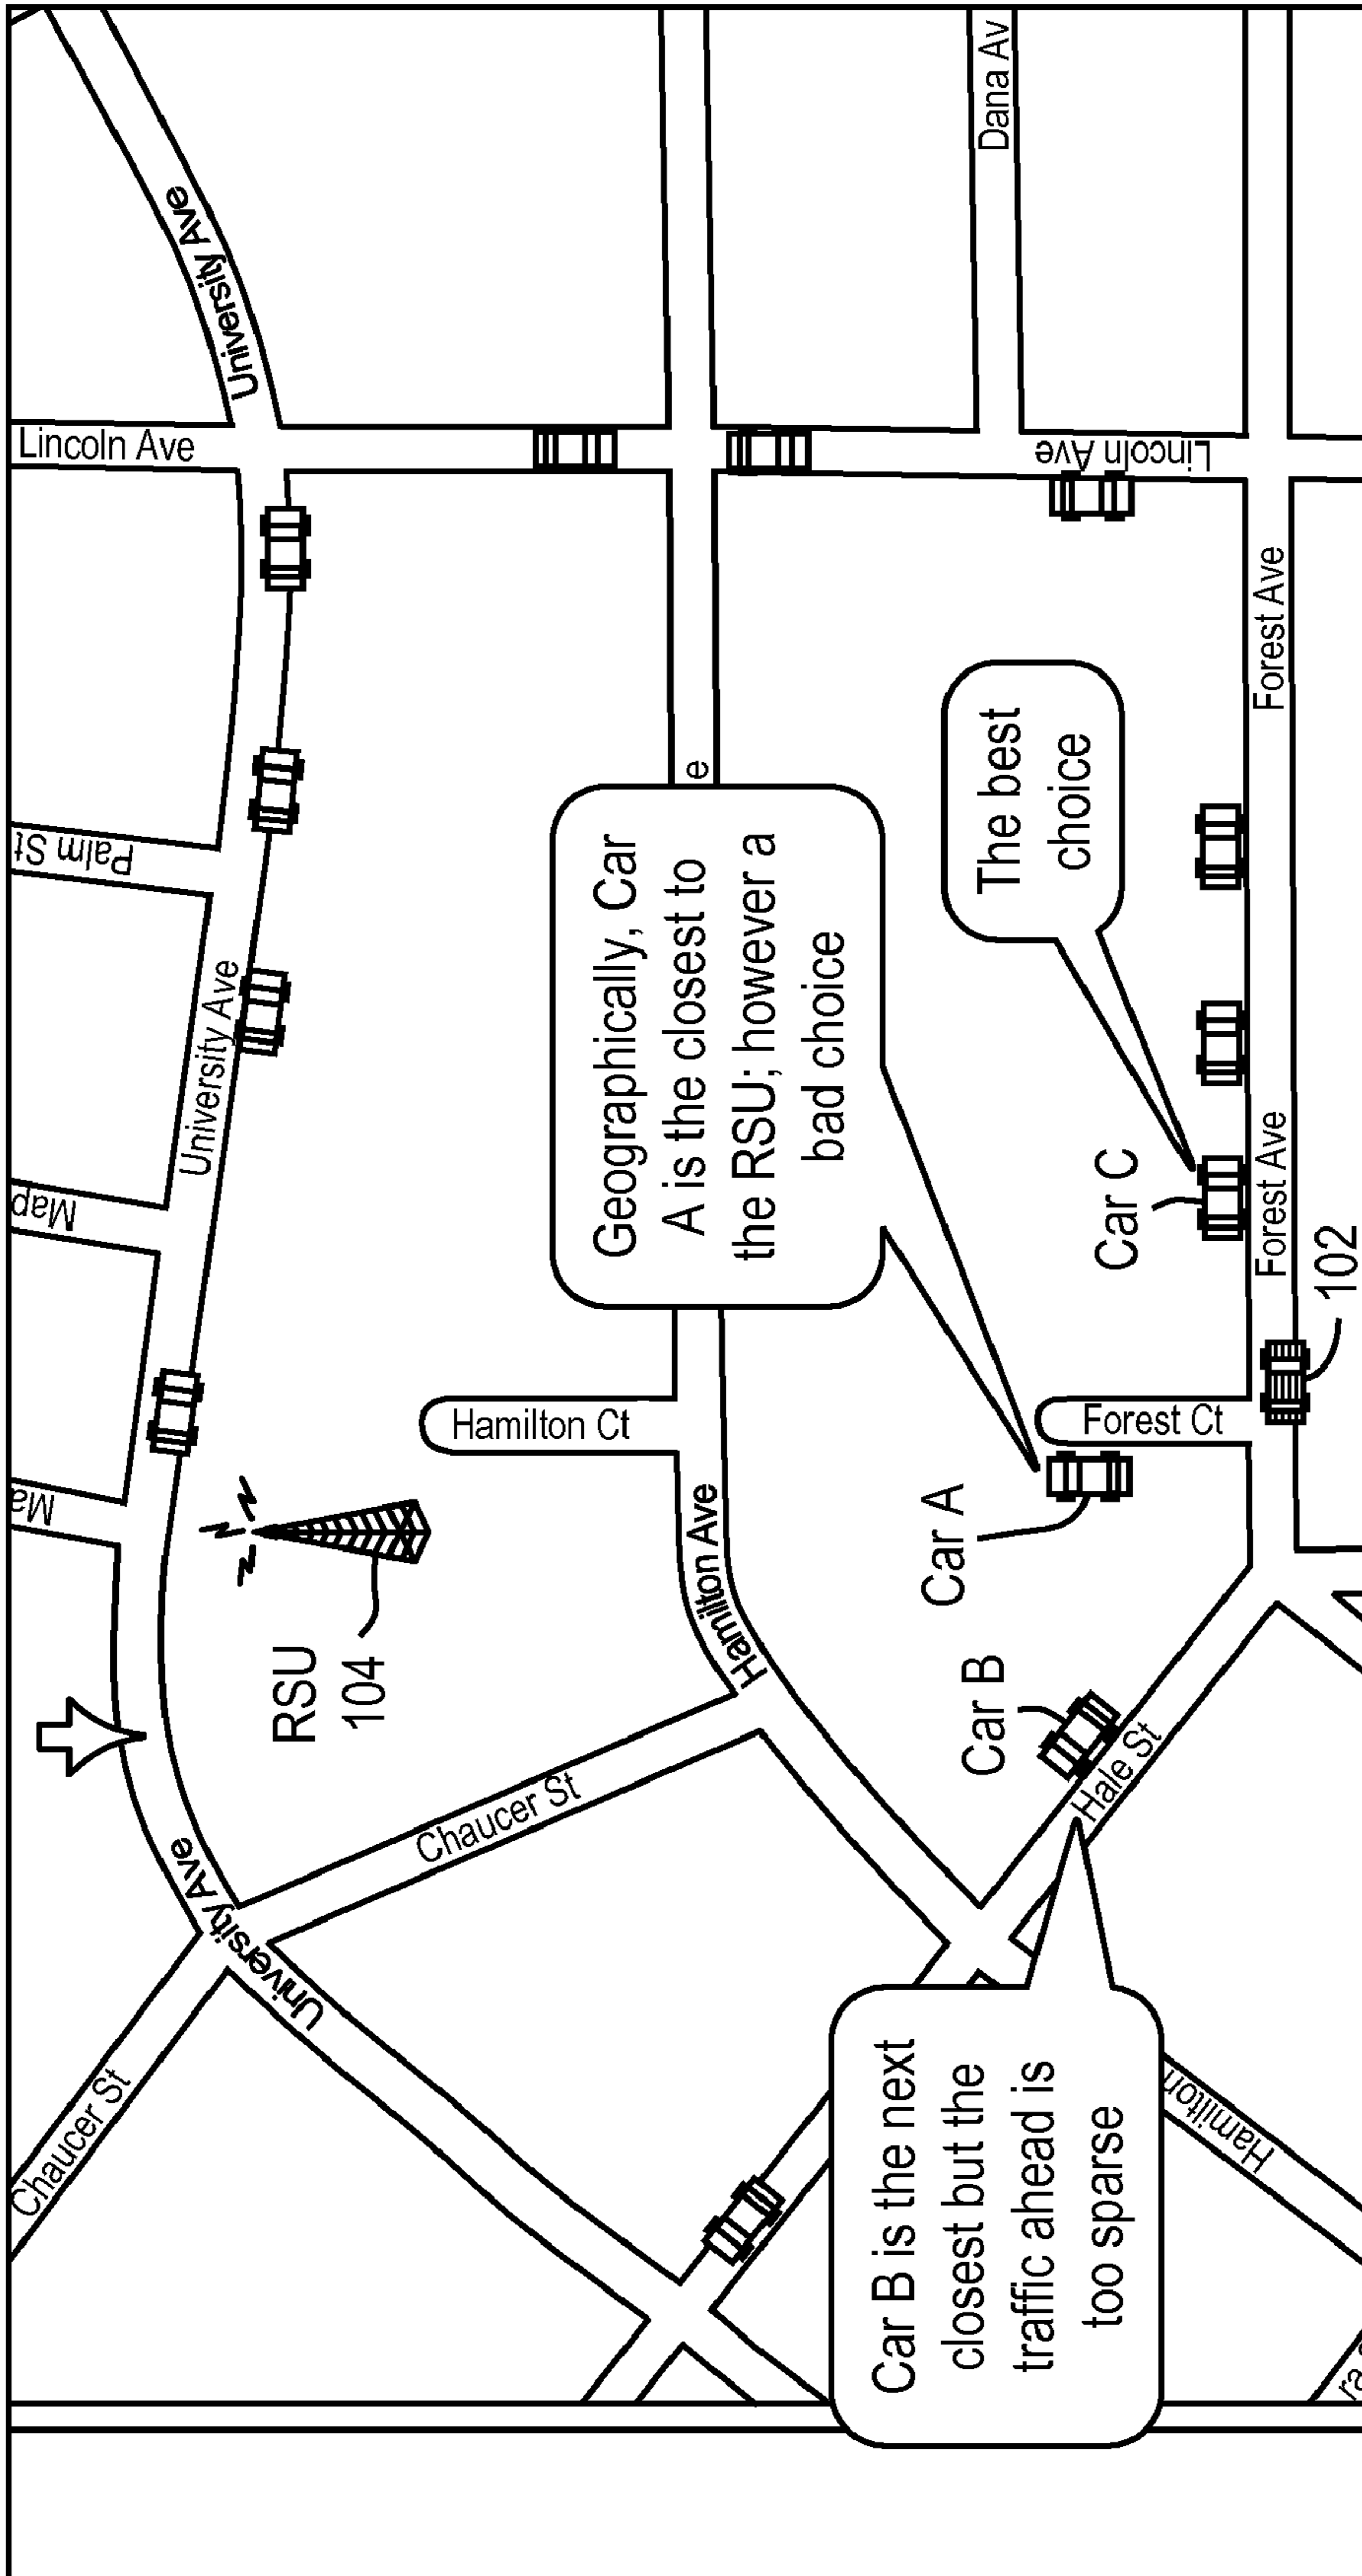 Chaucer St
University Ave
Chaucer St
RSU
104
Ma
Map
University Ave
Palm St
Lincoln Ave
University Ave
Hamilton Ave
Hamilton Ct
Geographically, Car
A is the closest to
the RSU; however a
bad choice
e
Dana Av
Lincoln Ave
The best
choice
Car B is the next
closest but the
traffic ahead is
too sparse
Hamilton
Hale St
Car B
Car A
Forest Ct
Car C
Forest Ave
Forest Ave
102